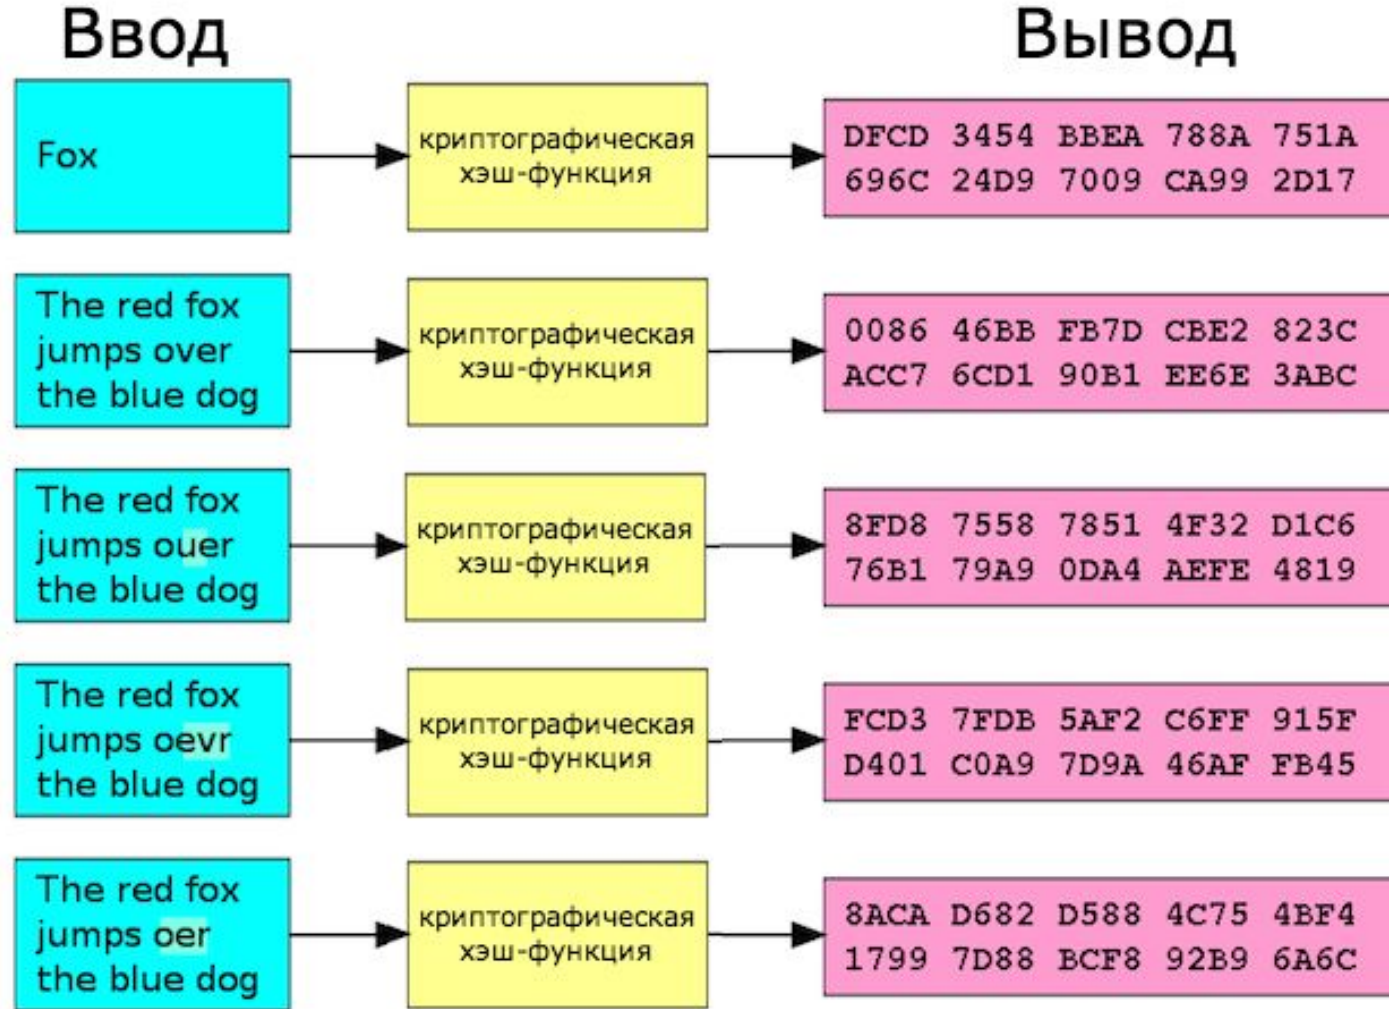 Ввод
Вывод
Fox
криптографическая
хэш-функция
DFCD 3454 BBEA 788A 751A
696C 24D9 7009 CA99 2D17
The red fox
jumps over
the blue dog
криптографическая
хэш-функция
0086 46BB FB7D CBE2 823C
ACC7 6CD1 90B1 EE6E 3ABC
The red fox
jumps ouer
the blue dog
криптографическая
хэш-функция
8FD8 7558 7851 4F32 D1C6
76B1 79A9 0DA4 AEFE 4819
The red fox
jumps oevr
the blue dog
криптографическая
хэш-функция
FCD3 7FDB 5AF2 C6FF 915F
D401 C0A9 7D9A 46AF FB45
The red fox
jumps oer
the blue dog
криптографическая
хэш-функция
8ACA D682 D588 4C75 4BF4
1799 7D88 BCF8 92B9 6A6C